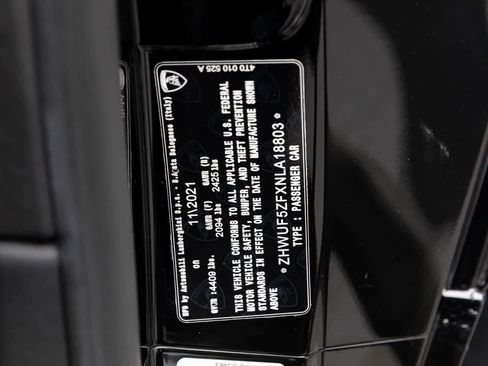 4T0 010 525 A
MFD by Automobili Lamborghini S.p.a. - S.Agata Bolognese (Italy)
on
11\2021
GVWR :4409 lbs.
GAWR (F) GAWR (R)
2094 lbs 2425 lbs
THIS VEHICLE CONFORMS TO ALL APPLICABLE U.S. FEDERAL
MOTOR VEHICLE SAFETY, BUMPER, AND THEFT PREVENTION
STANDARDS IN EFFECT ON THE DATE OF MANUFACTURE SHOWN
ABOVE
*ZHWUF5ZFXNLA18803*
TYPE : PASSENGER CAR